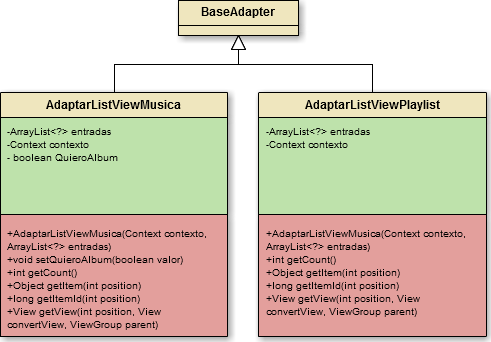 BaseAdapter
AdaptarListViewMusica
-ArrayList<?> entradas
-Context contexto
- boolean QuieroAlbum
+AdaptarListViewMusica(Context contexto,
ArrayList<?> entradas)
+void setQuieroAlbum(boolean valor)
+int getCount()
+Object getItem(int position)
+long getItemId(int position)
+View getView(int position, View
convertView, ViewGroup parent)
AdaptarListViewPlaylist
-ArrayList<?> entradas
-Context contexto
+AdaptarListViewMusica(Context contexto,
ArrayList<?> entradas)
+int getCount()
+Object getItem(int position)
+long getItemId(int position)
+View getView(int position, View
convertView, ViewGroup parent)